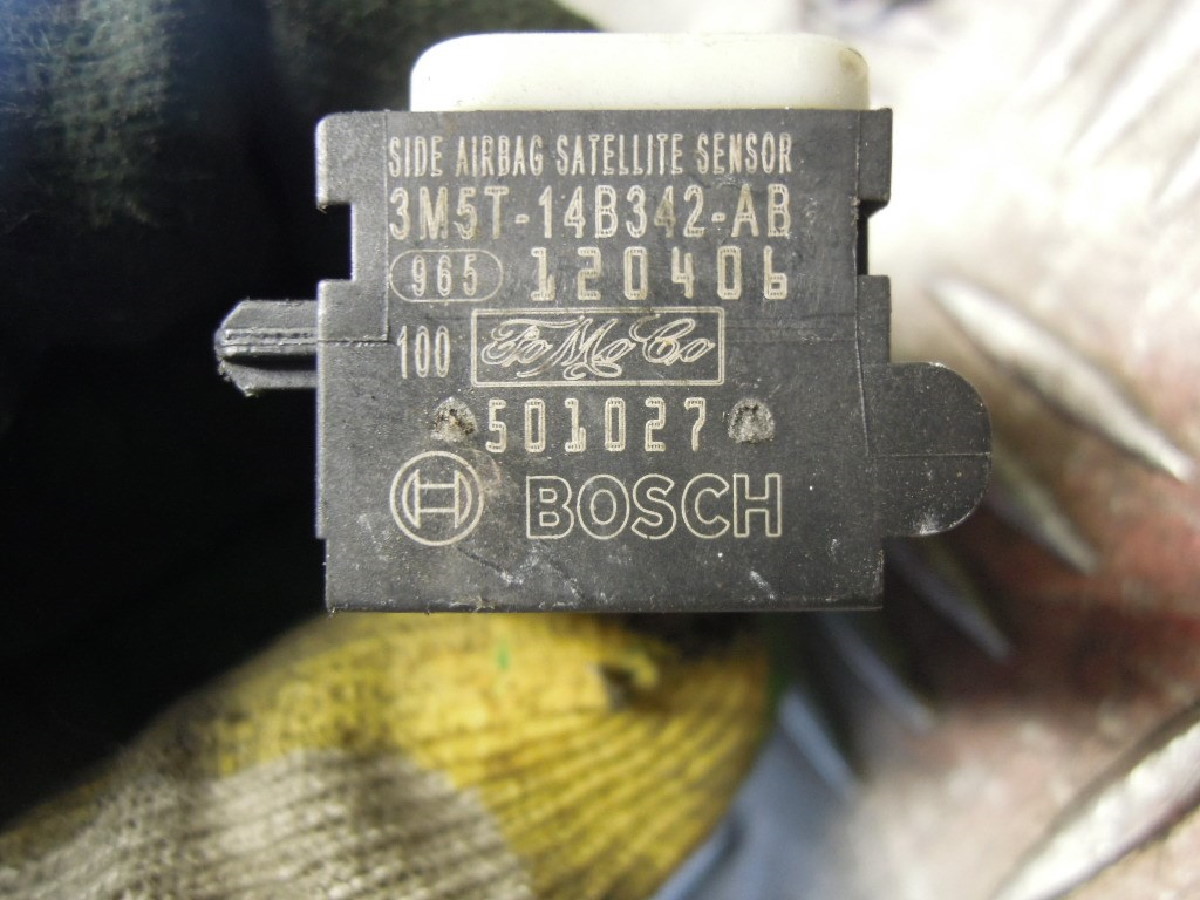 SIDE AIRBAG SATELLITE SENSOR
3M5T-14B342-AB
965 120406
100 FoMoCo
501027
BOSCH